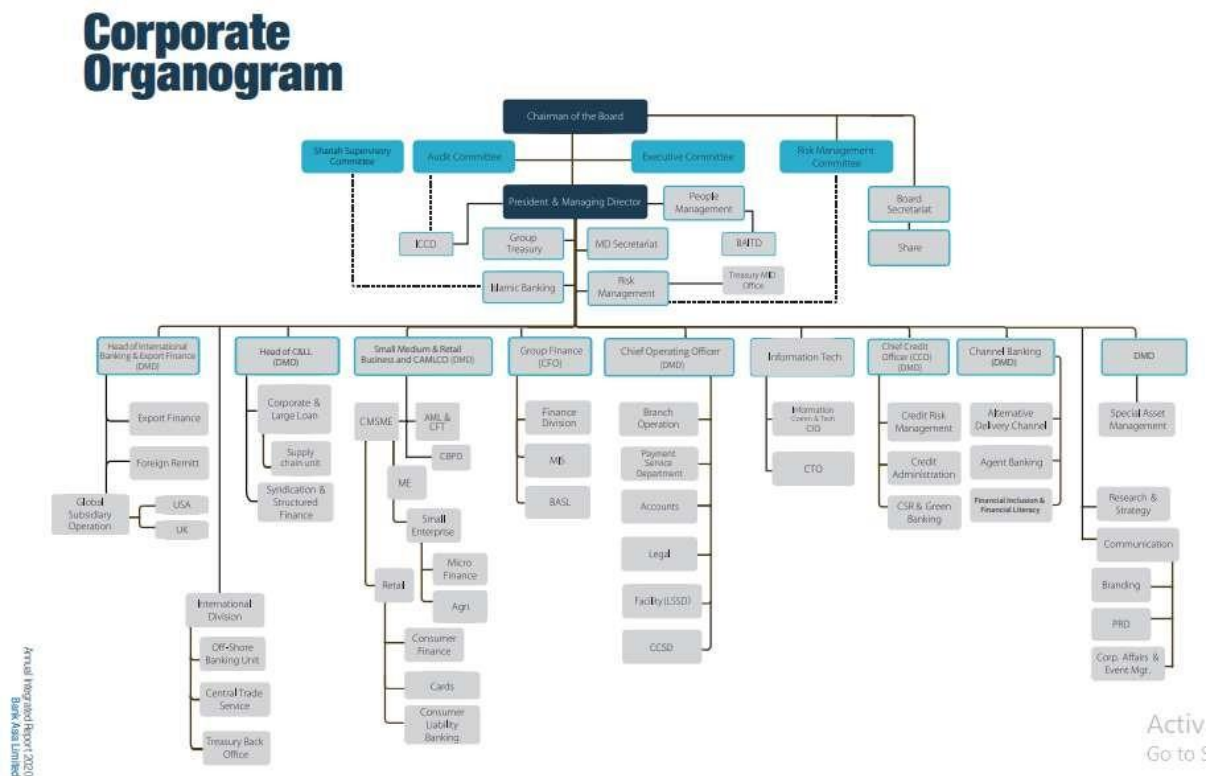 Corporate
Organogram
Chairman of the Board
Shariah Supervisory
Committee
Audit Committee
Executive Committee
Risk Management
Committee
President & Managing Director
People
Management
Board
Secretariat
ICCD
Group
Treasury
MD Secretariat
BAITD
Share
Islamic Banking
Risk
Management
Treasury MID
Office
Head of International
Banking & Export Finance
(DMD)
Head of C&LL
(DMD)
Small Medium & Retail
Business and CAMLCO (DMD)
Group Finance
(CFO)
Chief Operating Officer
(DMD)
Information Tech
Chief Credit
Officer (CCO)
(DMD)
Channel Banking
(DMD)
DMD
Export Finance
Foreign Remitt
Global
Subsidiary
Operation
USA
UK
International
Division
Off-Shore
Banking Unit
Central Trade
Service
Treasury Back
Office
Corporate &
Large Loan
Supply
chain unit
Syndication &
Structured
Finance
CMSME
AML &
CFT
CBPD
ME
Small
Enterprise
Micro
Finance
Agri
Retail
Consumer
Finance
Cards
Consumer
Liability
Banking
Finance
Division
MIS
BASL
Branch
Operation
Payment
Service
Department
Accounts
Legal
Facility (LSSD)
CCSD
Information
Comm & Tech
CIO
CTO
Credit Risk
Management
Credit
Administration
CSR & Green
Banking
Alternative
Delivery Channel
Agent Banking
Financial Inclusion &
Financial Literacy
Special Asset
Management
Research &
Strategy
Communication
Branding
PRD
Corp. Affairs &
Event Mgt.
Annual Integrated Report 2020
Bank Asia Limited
Activ
Go to S